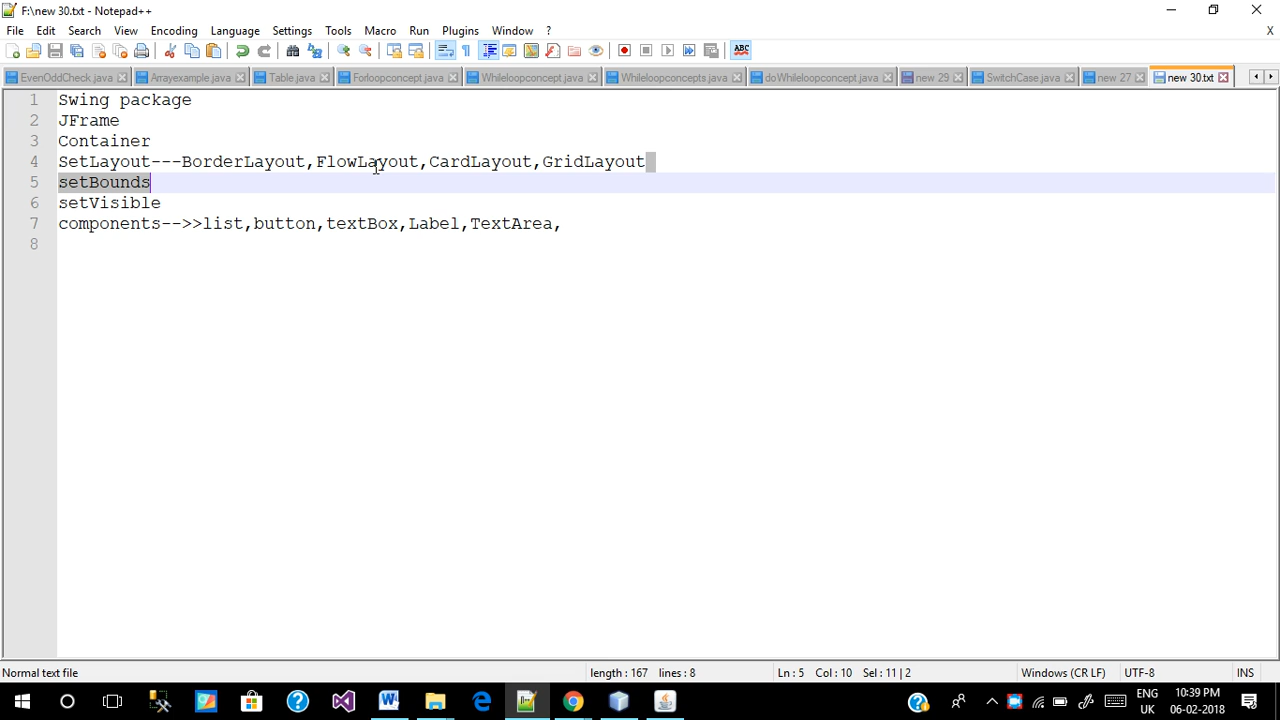 F:\new 30.txt - Notepad++
File Edit Search View Encoding Language Settings Tools Macro Run Plugins Window ? X
EvenOddCheck.java Arrayexample.java Table.java Forloopconcept.java Whileloopconcept.java Whileloopconcepts.java doWhileloopconcept.java new 29 SwitchCase.java new 27 new 30.txt
1 Swing package
2 JFrame
3 Container
4 SetLayout---BorderLayout,FlowLayout,CardLayout,GridLayout
5 setBounds
6 setVisible
7 components-->>list,button,textBox,Label,TextArea,
8
Normal text file length : 167 lines : 8 Ln : 5 Col : 10 Sel : 11 | 2 Windows (CR LF) UTF-8 INS
ENG 10:39 PM
UK 06-02-2018